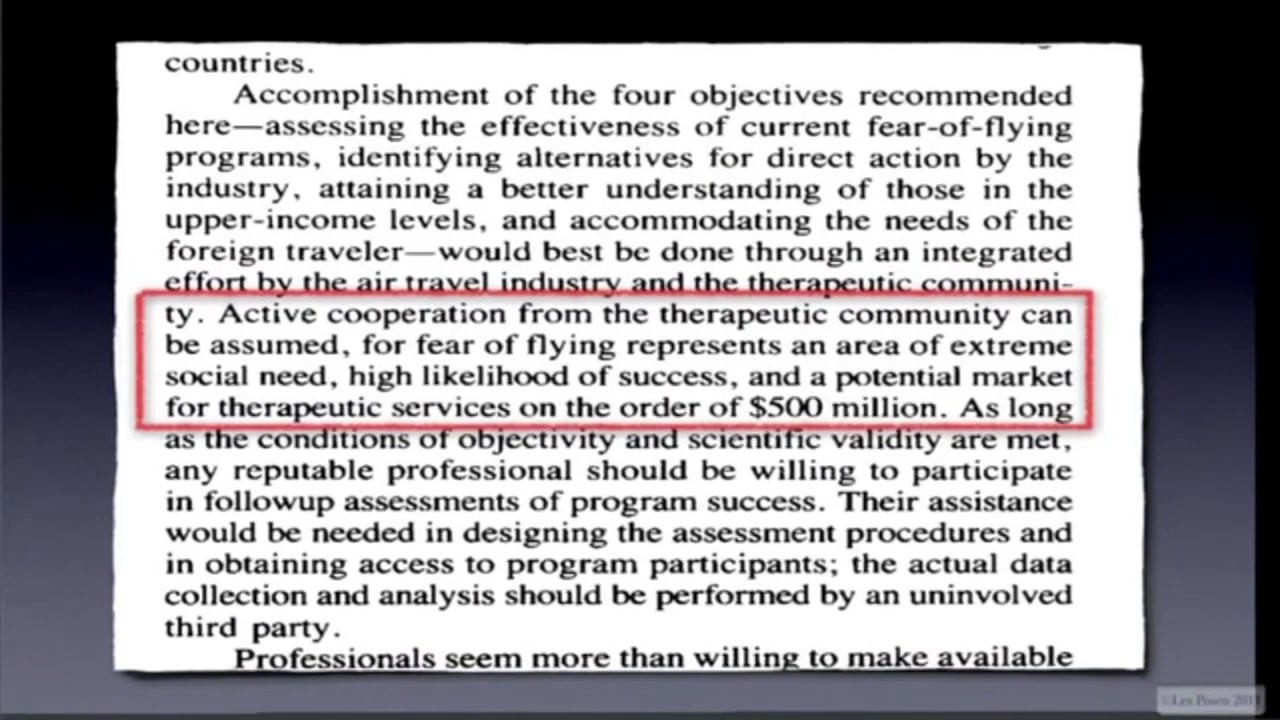 countries.
Accomplishment of the four objectives recommended
here—assessing the effectiveness of current fear-of-flying
programs, identifying alternatives for direct action by the
industry, attaining a better understanding of those in the
upper-income levels, and accommodating the needs of the
foreign traveler—would best be done through an integrated
effort by the air travel industry and the therapeutic communi-
ty. Active cooperation from the therapeutic community can
be assumed, for fear of flying represents an area of extreme
social need, high likelihood of success, and a potential market
for therapeutic services on the order of $500 million. As long
as the conditions of objectivity and scientific validity are met,
any reputable professional should be willing to participate
in followup assessments of program success. Their assistance
would be needed in designing the assessment procedures and
in obtaining access to program participants; the actual data
collection and analysis should be performed by an uninvolved
third party.
Professionals seem more than willing to make available